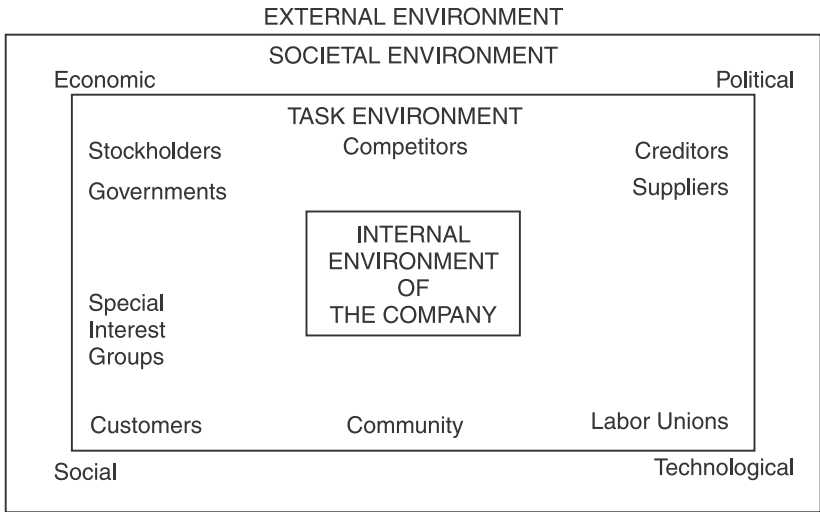 EXTERNAL ENVIRONMENT
SOCIETAL ENVIRONMENT
Economic
Political
TASK ENVIRONMENT
Stockholders
Competitors
Creditors
Governments
Suppliers
INTERNAL
ENVIRONMENT
OF
THE COMPANY
Special
Interest
Groups
Customers
Community
Labor Unions
Social
Technological